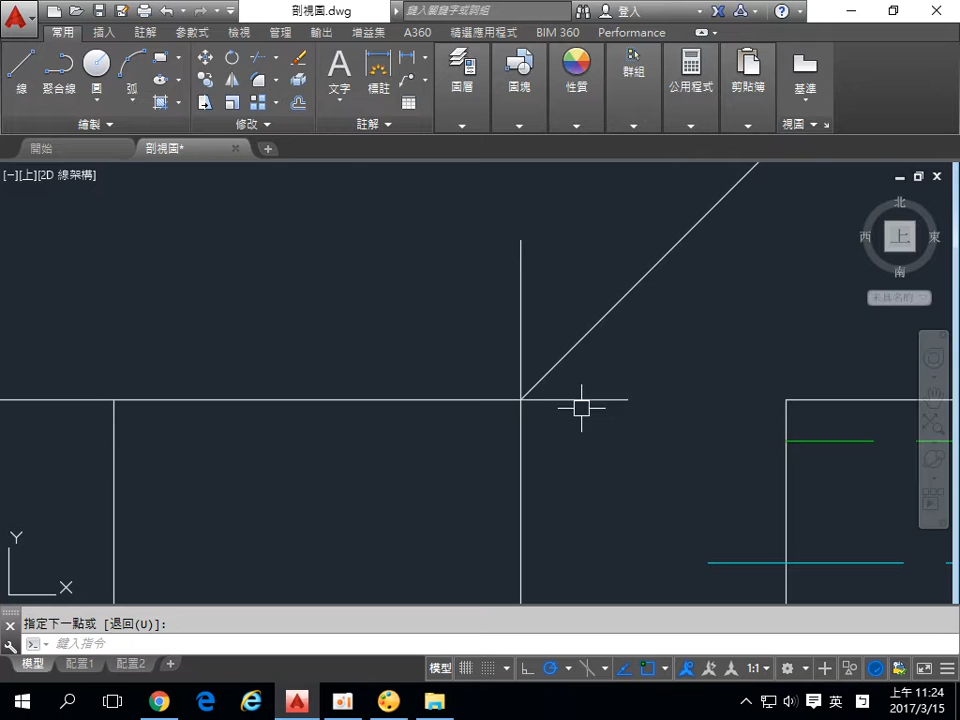 剖視圖.dwg
鍵入關鍵字或詞組
登入
常用 插入 註解 參數式 檢視 管理 輸出 增益集 A360 精選應用程式 BIM 360 Performance
線 聚合線 圓 弧 文字 標註 圖層 圖塊 性質 群組 公用程式 剪貼簿 基準
繪製 修改 註解 視圖
開始 剖視圖*
[−][上][2D 線架構]
北
西 上 東
南
未具名的
Y
X
指定下一點或 [退回(U)]:
鍵入指令
模型 配置1 配置2 模型 1:1
英
上午 11:24
2017/3/15